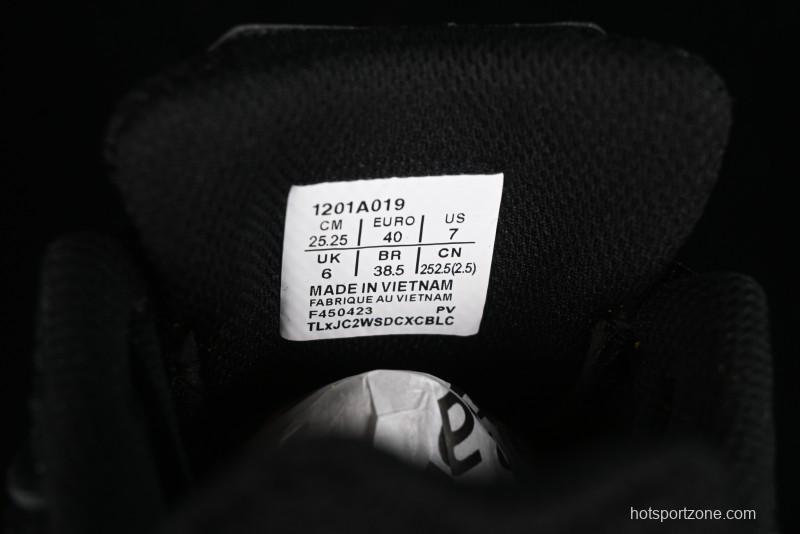 1201A019
CM EURO US
25.25 40 7
UK BR CN
6 38.5 252.5(2.5)
MADE IN VIETNAM
FABRIQUE AU VIETNAM
F450423 PV
TLxJC2WSDCXCBLC
hotsportzone.com